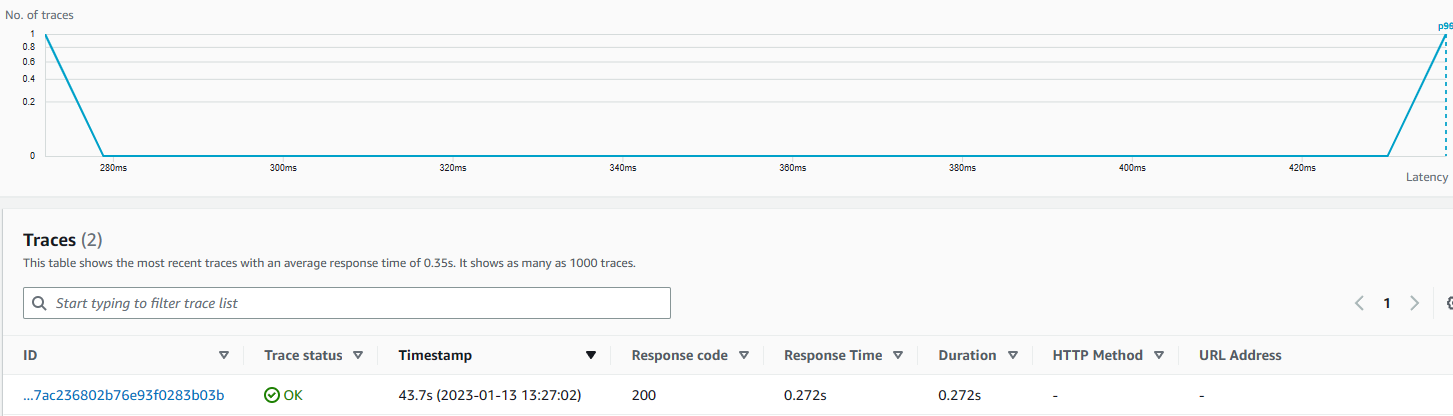 No. of traces
p96
1
0.8
0.6
0.4
0.2
0
280ms 300ms 320ms 340ms 360ms 380ms 400ms 420ms
Latency
Traces (2)
This table shows the most recent traces with an average response time of 0.35s. It shows as many as 1000 traces.
Start typing to filter trace list
1
ID Trace status Timestamp Response code Response Time Duration HTTP Method URL Address
...7ac236802b76e93f0283b03b OK 43.7s (2023-01-13 13:27:02) 200 0.272s 0.272s - -